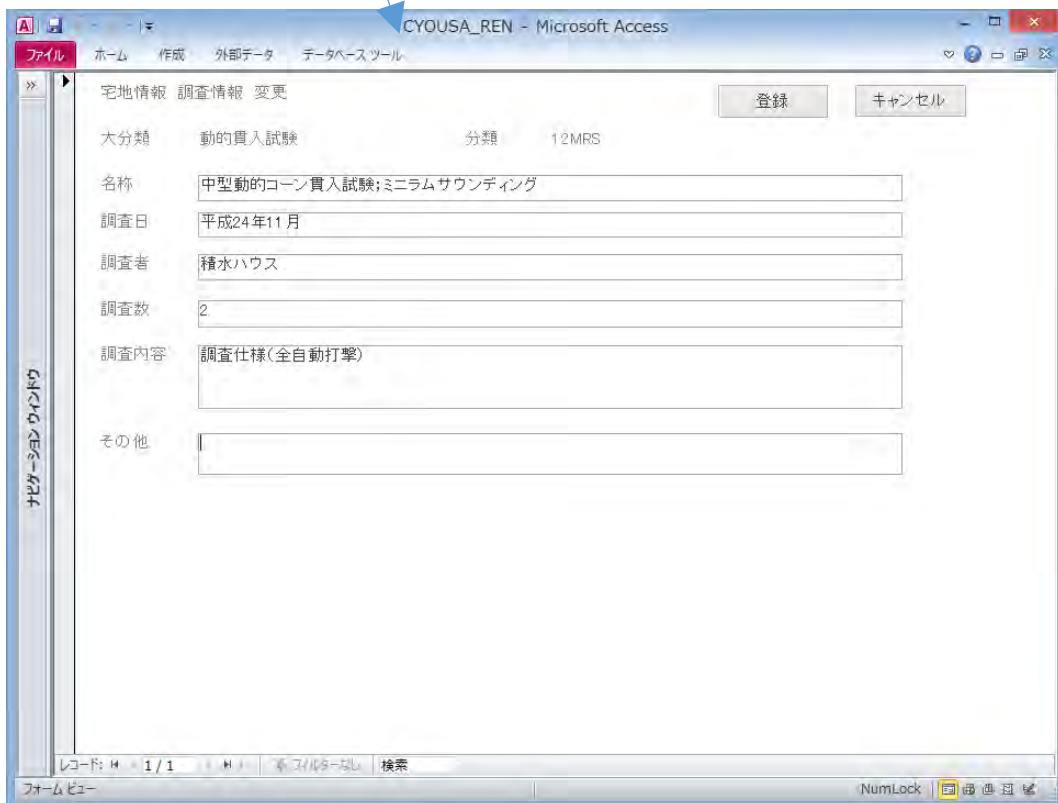 CYOUSA_REN - Microsoft Access
ファイル ホーム 作成 外部データ データベース ツール
宅地情報 調査情報 変更
登録 キャンセル
大分類 動的貫入試験 分類 12MRS
名称 中型動的コーン貫入試験;ミニラムサウンディング
調査日 平成24年11月
調査者 積水ハウス
調査数 2
調査内容 調査仕様(全自動打撃)
その他
ナビゲーション ウィンドウ
レコード: 1 / 1 フィルターなし 検索
フォーム ビュー NumLock